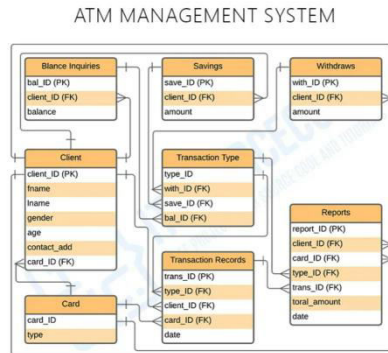 ATM MANAGEMENT SYSTEM
Blance Inquiries
bal_ID (PK)
client_ID (FK)
balance
Savings
save_ID (PK)
client_ID (FK)
amount
Withdraws
with_ID (PK)
client_ID (FK)
amount
Client
client_ID (PK)
fname
lname
gender
age
contact_add
card_ID (FK)
Transaction Type
type_ID
with_ID (FK)
save_ID (FK)
bal_ID (FK)
Reports
report_ID (PK)
client_ID (FK)
card_ID (FK)
type_ID (FK)
trans_ID (FK)
toral_amount
date
Transaction Records
trans_ID (PK)
type_ID (FK)
client_ID (FK)
card_ID (FK)
date
Card
card_ID
type